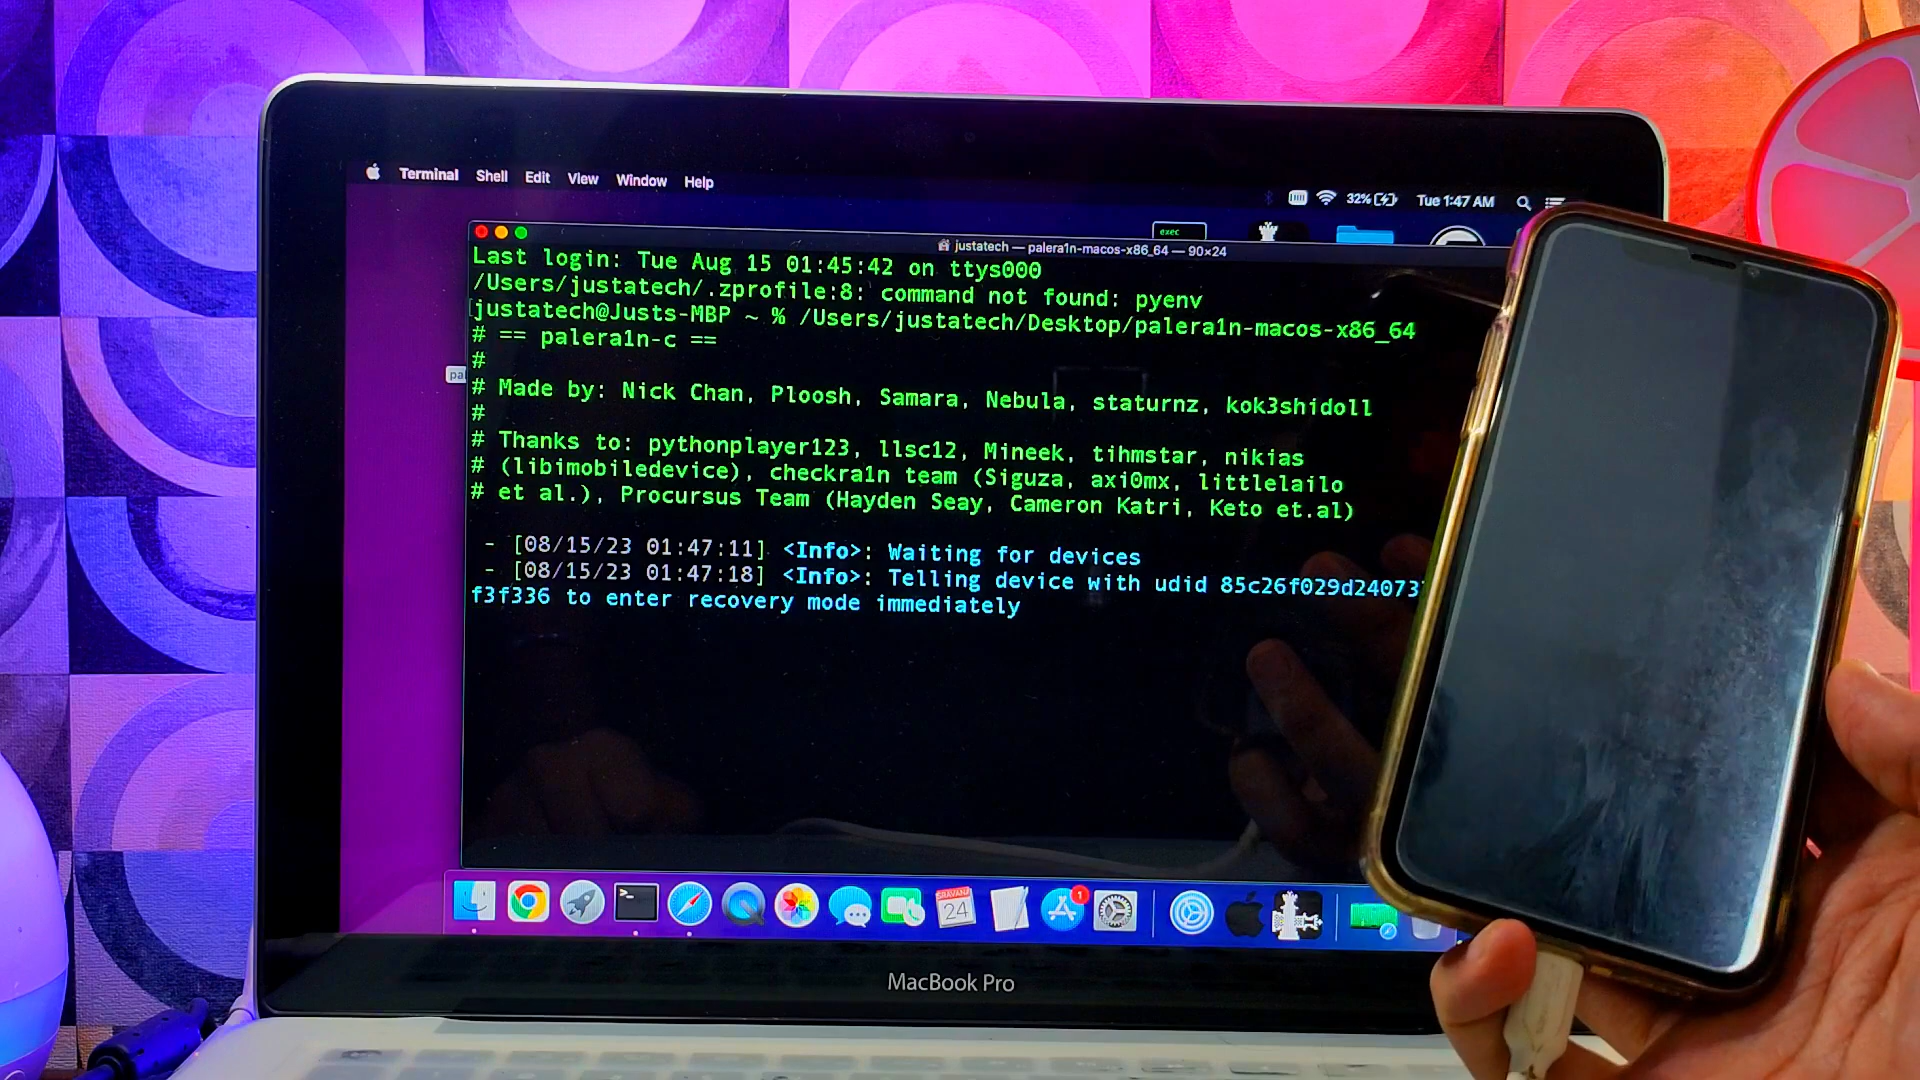 Terminal Shell Edit View Window Help
32% Tue 1:47 AM
exec
justatech — palera1n-macos-x86_64 — 90×24
Last login: Tue Aug 15 01:45:42 on ttys000
/Users/justatech/.zprofile:8: command not found: pyenv
[justatech@Justs-MBP ~ % /Users/justatech/Desktop/palera1n-macos-x86_64
# == palera1n-c ==
#
# Made by: Nick Chan, Ploosh, Samara, Nebula, staturnz, kok3shidoll
#
# Thanks to: pythonplayer123, llsc12, Mineek, tihmstar, nikias
# (libimobiledevice), checkra1n team (Siguza, axi0mx, littlelailo
# et al.), Procursus Team (Hayden Seay, Cameron Katri, Keto et.al)
- [08/15/23 01:47:11] <Info>: Waiting for devices
- [08/15/23 01:47:18] <Info>: Telling device with udid 85c26f029d24073
f3f336 to enter recovery mode immediately
pal
24
1
MacBook Pro